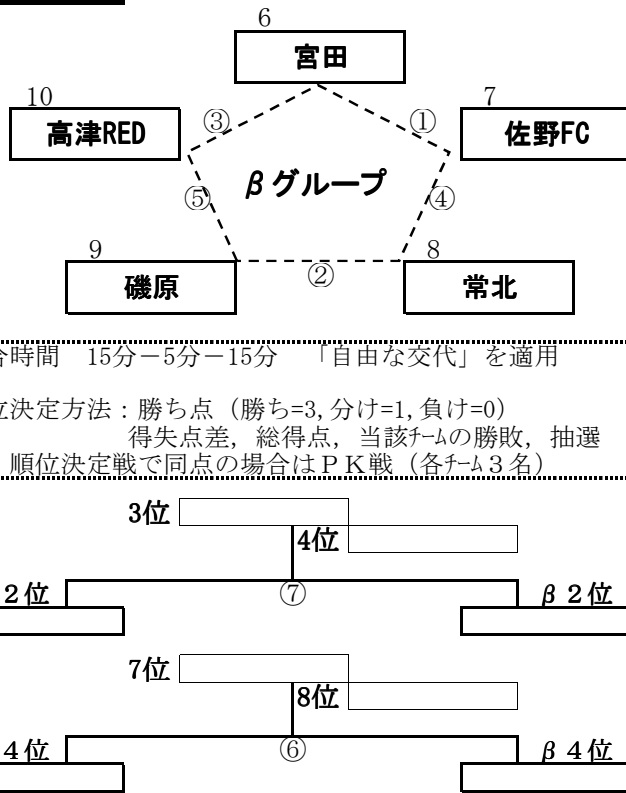 6
宮田
10
7
高津RED
③
①
佐野FC
βグループ
⑤
④
9
8
磯原
②
常北
合時間 15分－5分－15分 「自由な交代」を適用
位決定方法：勝ち点（勝ち=3,分け=1,負け=0）
得失点差, 総得点, 当該ﾁｰﾑの勝敗, 抽選
順位決定戦で同点の場合はＰＫ戦（各ﾁｰﾑ３名）
3位
4位
2位
⑦
β２位
7位
8位
4位
⑥
β４位